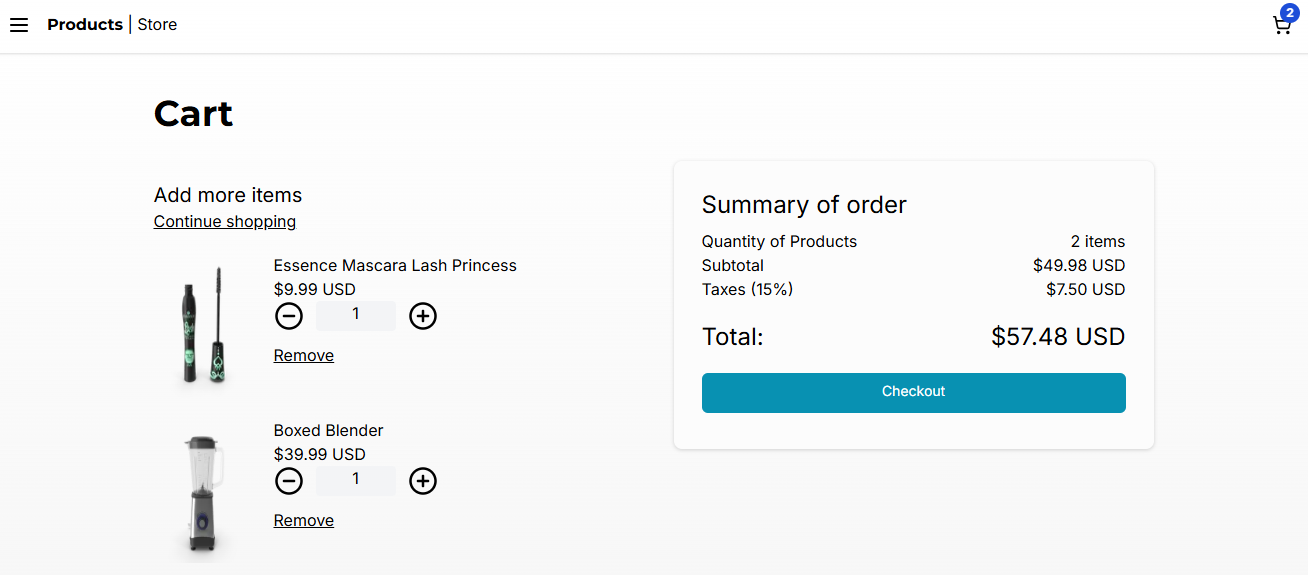 Products | Store
2
Cart
Add more items
Continue shopping
Essence Mascara Lash Princess
$9.99 USD
1
Remove
Boxed Blender
$39.99 USD
1
Remove
Summary of order
Quantity of Products 2 items
Subtotal $49.98 USD
Taxes (15%) $7.50 USD
Total: $57.48 USD
Checkout